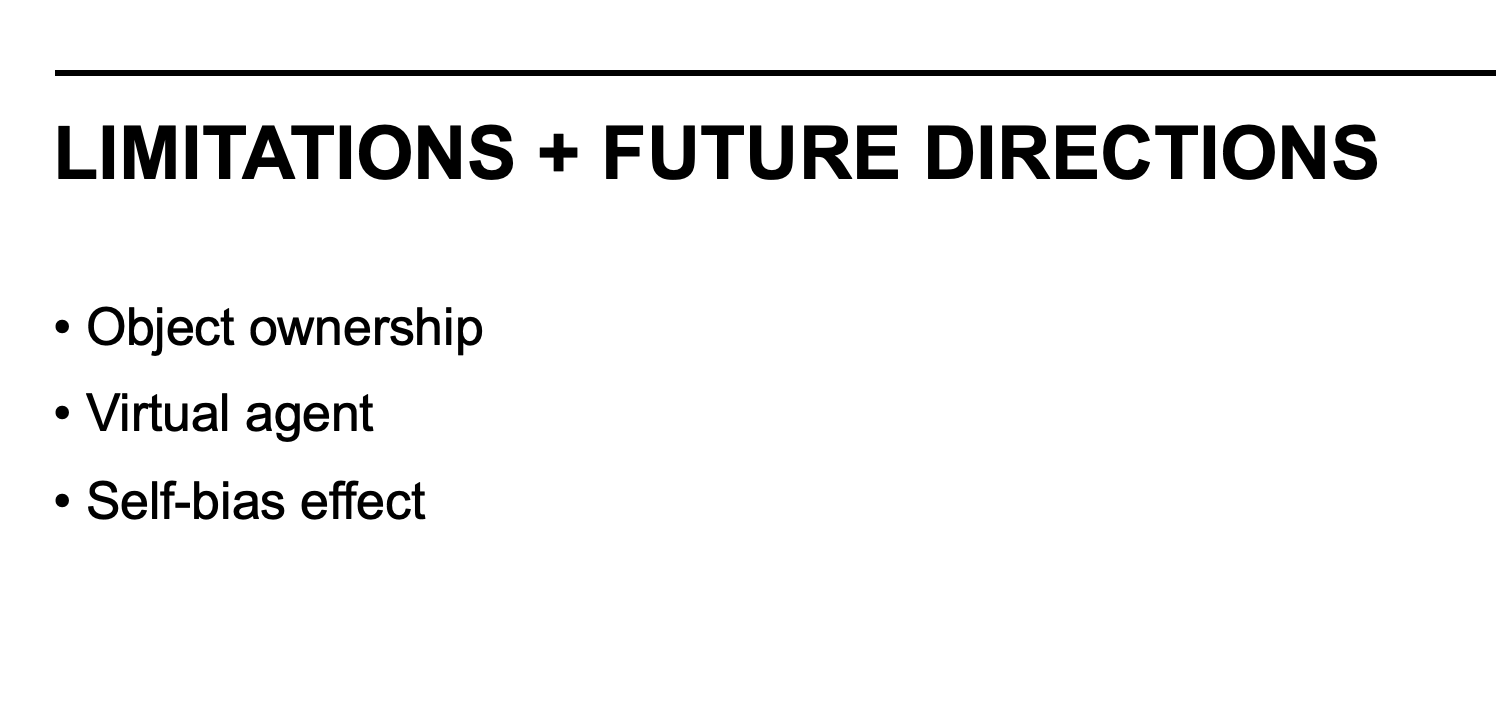 LIMITATIONS + FUTURE DIRECTIONS
• Object ownership
• Virtual agent
• Self-bias effect